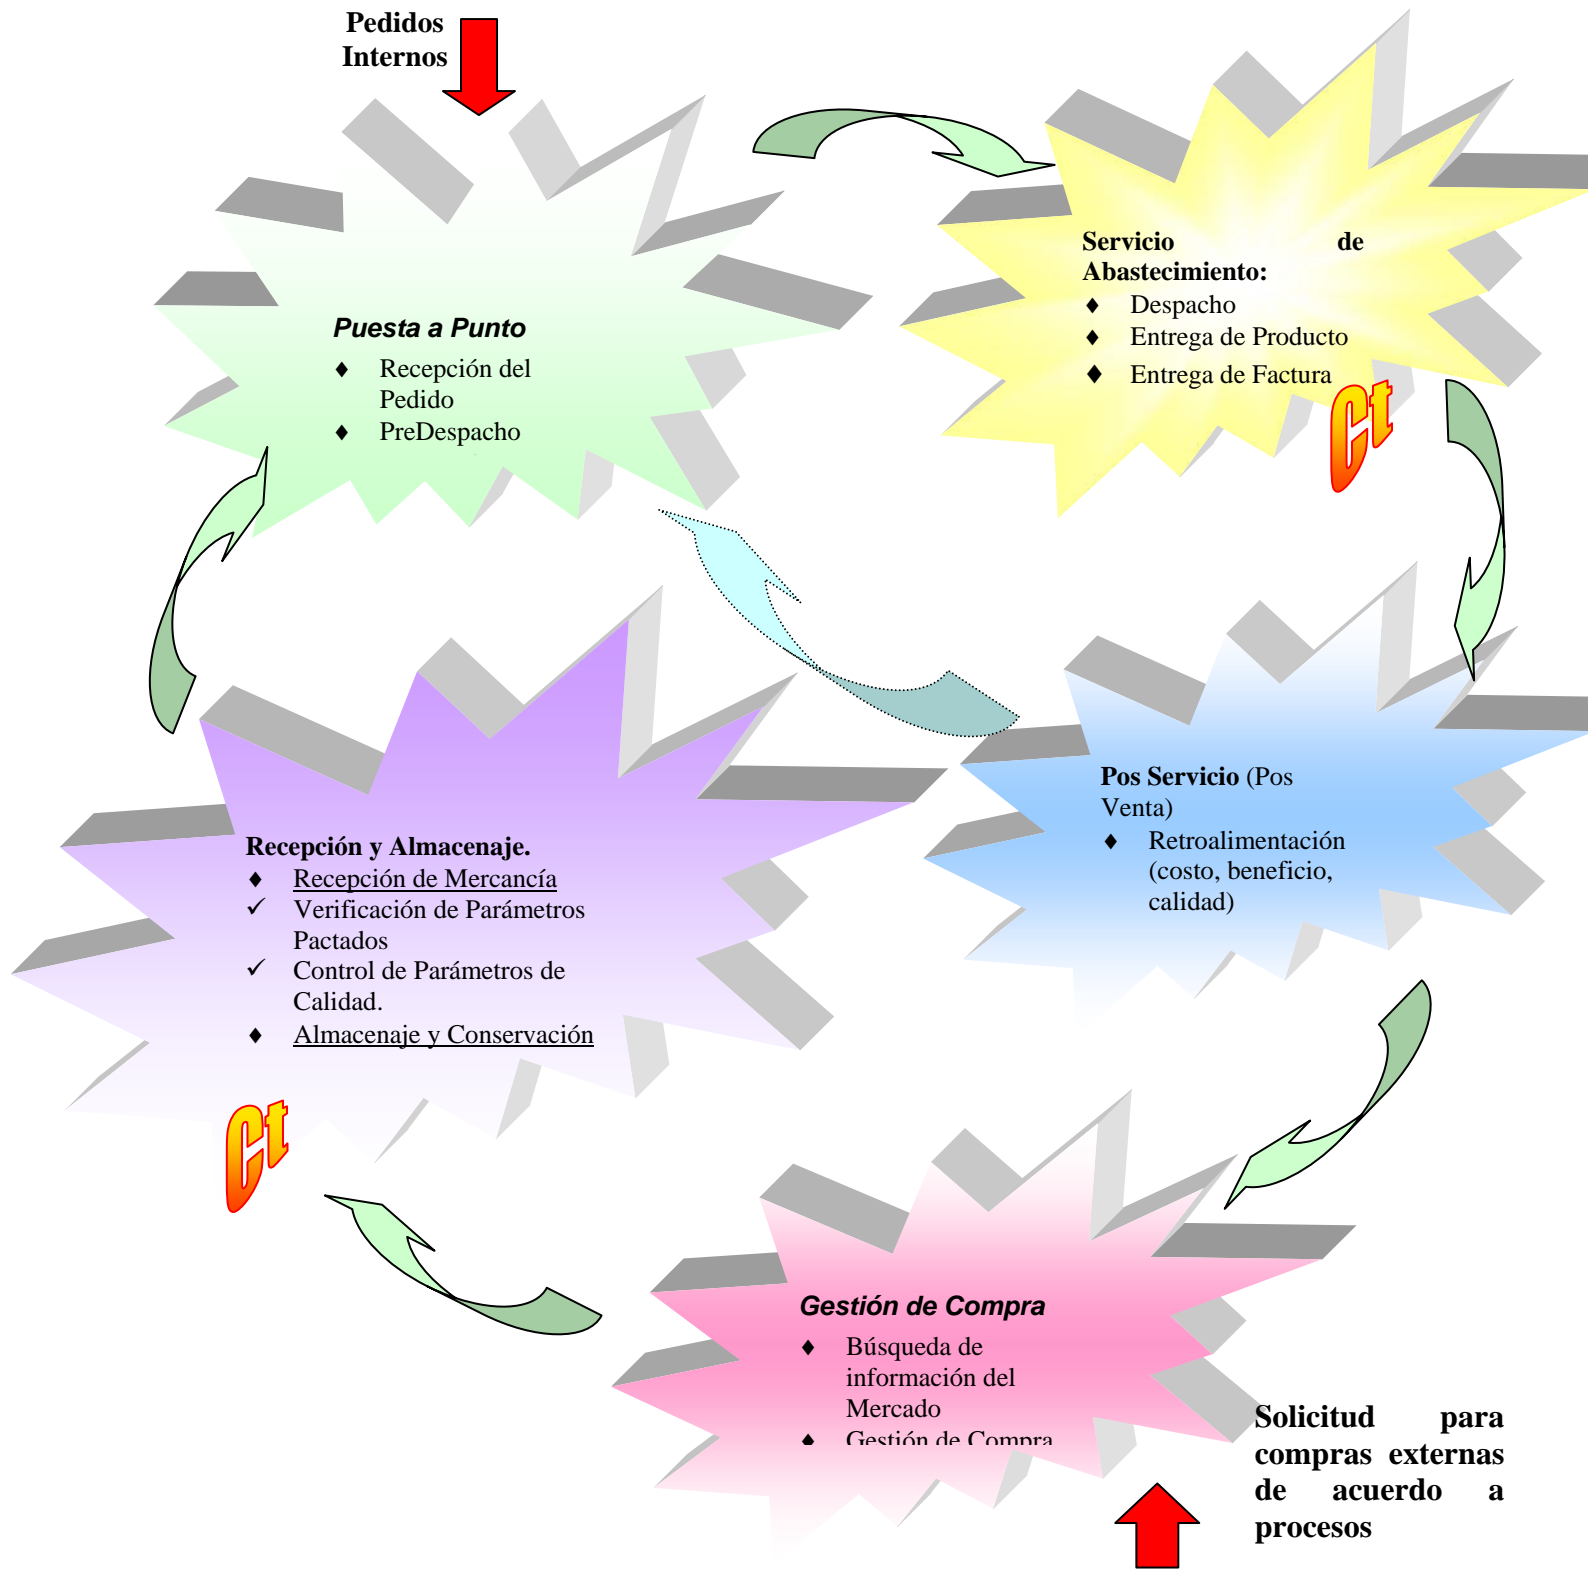 Pedidos
Internos
Servicio de
Abastecimiento:
♦ Despacho
♦ Entrega de Producto
♦ Entrega de Factura
Ct
Puesta a Punto
♦ Recepción del
Pedido
♦ PreDespacho
Pos Servicio (Pos
Venta)
♦ Retroalimentación
(costo, beneficio,
calidad)
Recepción y Almacenaje.
♦ Recepción de Mercancía
✓ Verificación de Parámetros
Pactados
✓ Control de Parámetros de
Calidad.
♦ Almacenaje y Conservación
Ct
Gestión de Compra
♦ Búsqueda de
información del
Mercado
♦ Gestión de Compra
Solicitud para
compras externas
de acuerdo a
procesos